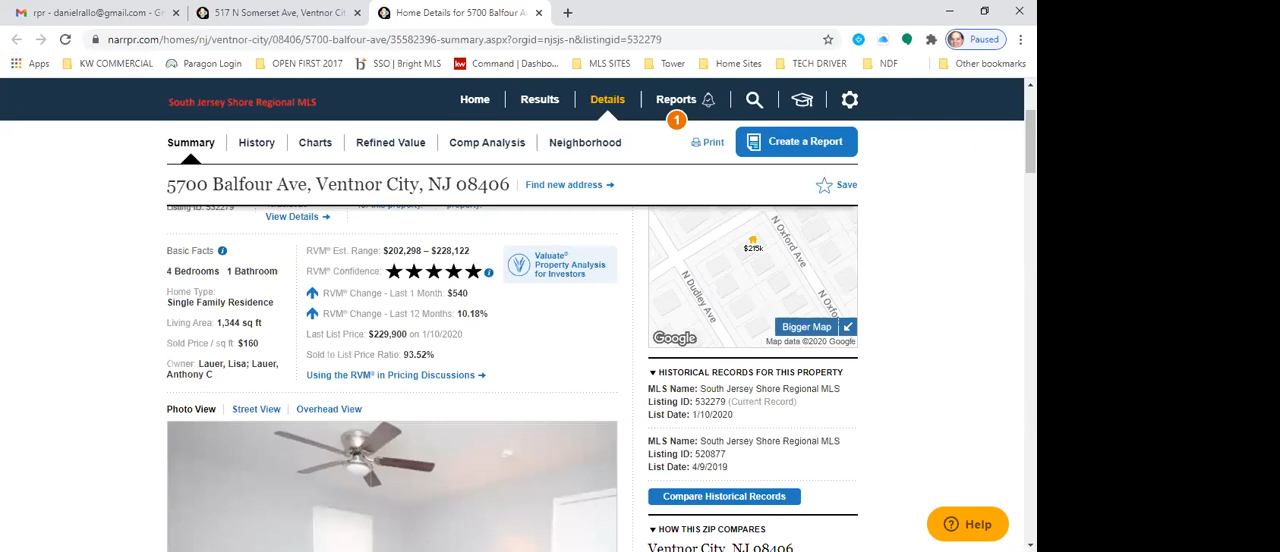 rpr - danielrallo@gmail.com - G
517 N Somerset Ave, Ventnor Cit
Home Details for 5700 Balfour A
narrpr.com/homes/nj/ventnor-city/08406/5700-balfour-ave/35582396-summary.aspx?orgid=njsjs-n&listingid=532279
Paused
Apps
KW COMMERCIAL
Paragon Login
OPEN FIRST 2017
SSO | Bright MLS
kw
Command | Dashbo...
MLS SITES
Tower
Home Sites
TECH DRIVER
NDF
Other bookmarks
South Jersey Shore Regional MLS
Home
Results
Details
Reports
1
Summary
History
Charts
Refined Value
Comp Analysis
Neighborhood
Print
Create a Report
5700 Balfour Ave, Ventnor City, NJ 08406
Find new address
Save
Listing ID: 532279
for this property.
property.
View Details
Basic Facts
4 Bedrooms 1 Bathroom
Home Type:
Single Family Residence
Living Area: 1,344 sq ft
Sold Price / sq ft: $160
Owner: Lauer, Lisa; Lauer,
Anthony C
RVM® Est. Range: $202,298 – $228,122
RVM® Confidence:
RVM® Change - Last 1 Month: $540
RVM® Change - Last 12 Months: 10.18%
Last List Price: $229,900 on 1/10/2020
Sold to List Price Ratio: 93.52%
Using the RVM® in Pricing Discussions
Valuate®
Property Analysis
for Investors
Photo View
Street View
Overhead View
$215k
N Oxford Ave
N Dudley Ave
N Oxfo
Bigger Map
Google
Map data ©2020 Google
HISTORICAL RECORDS FOR THIS PROPERTY
MLS Name: South Jersey Shore Regional MLS
Listing ID: 532279 (Current Record)
List Date: 1/10/2020
MLS Name: South Jersey Shore Regional MLS
Listing ID: 520877
List Date: 4/9/2019
Compare Historical Records
HOW THIS ZIP COMPARES
Ventnor City, NJ 08406
Help